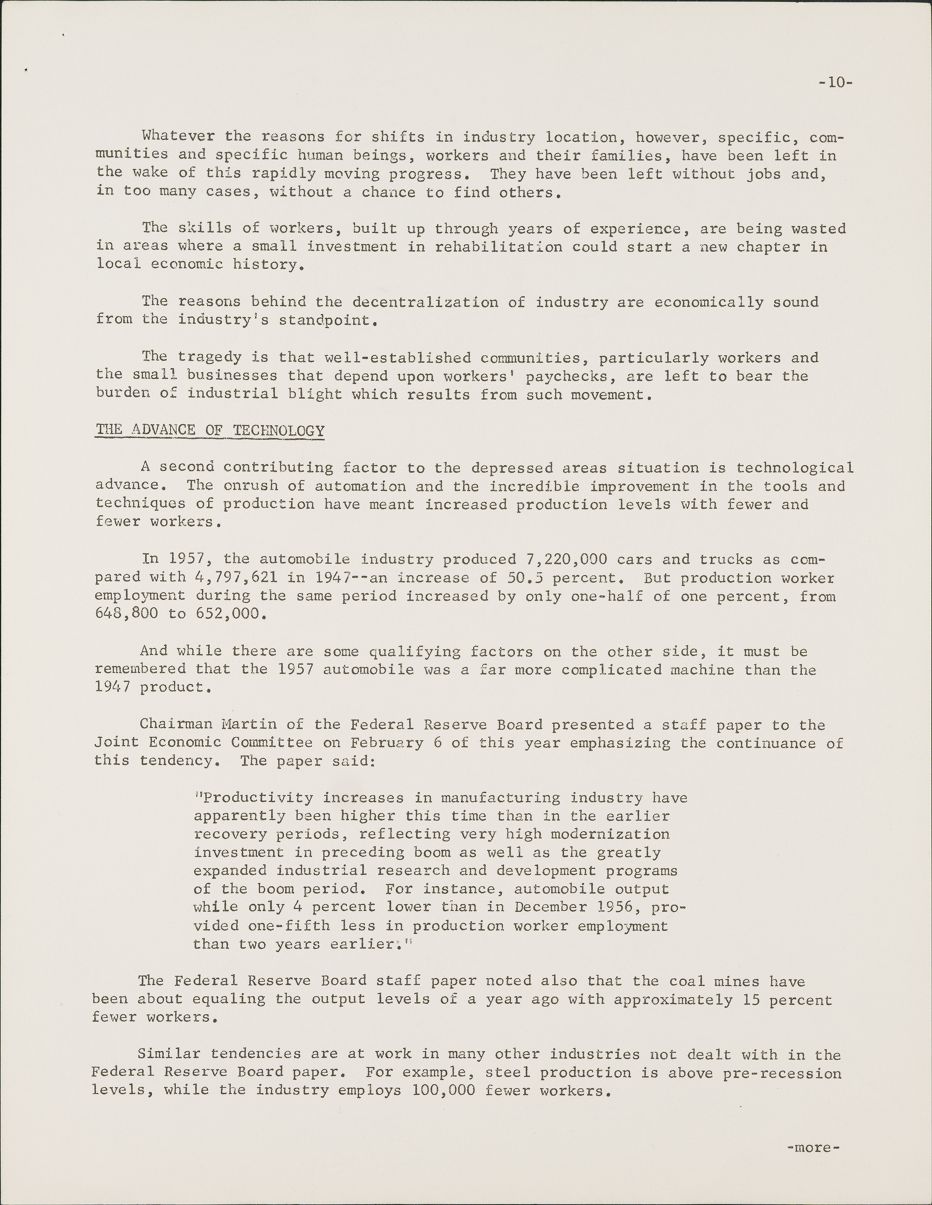 -10-
Whatever the reasons for shifts in industry location, however, specific, com-
munities and specific human beings, workers and their families, have been left in
the wake of this rapidly moving progress. They have been left without jobs and,
in too many cases, without a chance to find others.
The skills of workers, built up through years of experience, are being wasted
in areas where a small investment in rehabilitation could start a new chapter in
local economic history.
The reasons behind the decentralization of industry are economically sound
from the industry's standpoint.
The tragedy is that well-established communities, particularly workers and
the small businesses that depend upon workers' paychecks, are left to bear the
burden of industrial blight which results from such movement.
THE ADVANCE OF TECHNOLOGY
A second contributing factor to the depressed areas situation is technological
advance. The onrush of automation and the incredible improvement in the tools and
techniques of production have meant increased production levels with fewer and
fewer workers.
In 1957, the automobile industry produced 7,220,000 cars and trucks as com-
pared with 4,797,621 in 1947--an increase of 50.5 percent. But production worker
employment during the same period increased by only one-half of one percent, from
648,800 to 652,000.
And while there are some qualifying factors on the other side, it must be
remembered that the 1957 automobile was a far more complicated machine than the
1947 product.
Chairman Martin of the Federal Reserve Board presented a staff paper to the
Joint Economic Committee on February 6 of this year emphasizing the continuance of
this tendency. The paper said:
"Productivity increases in manufacturing industry have
apparently been higher this time than in the earlier
recovery periods, reflecting very high modernization
investment in preceding boom as well as the greatly
expanded industrial research and development programs
of the boom period. For instance, automobile output
while only 4 percent lower than in December 1956, pro-
vided one-fifth less in production worker employment
than two years earlier."
The Federal Reserve Board staff paper noted also that the coal mines have
been about equaling the output levels of a year ago with approximately 15 percent
fewer workers.
Similar tendencies are at work in many other industries not dealt with in the
Federal Reserve Board paper. For example, steel production is above pre-recession
levels, while the industry employs 100,000 fewer workers.
-more-